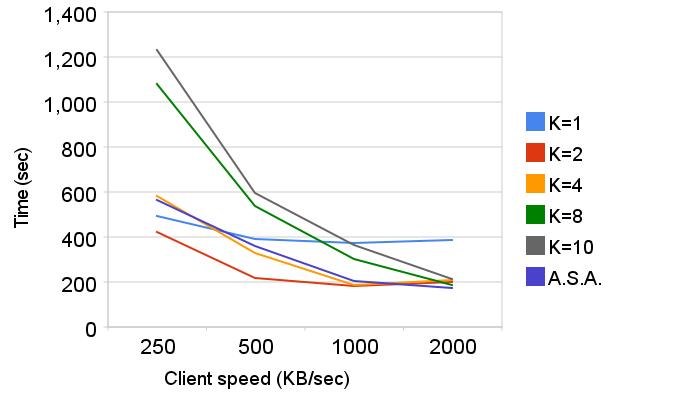 1,400
1,200
1,000
800
600
400
200
0
Time (sec)
250 500 1000 2000
Client speed (KB/sec)
K=1
K=2
K=4
K=8
K=10
A.S.A.